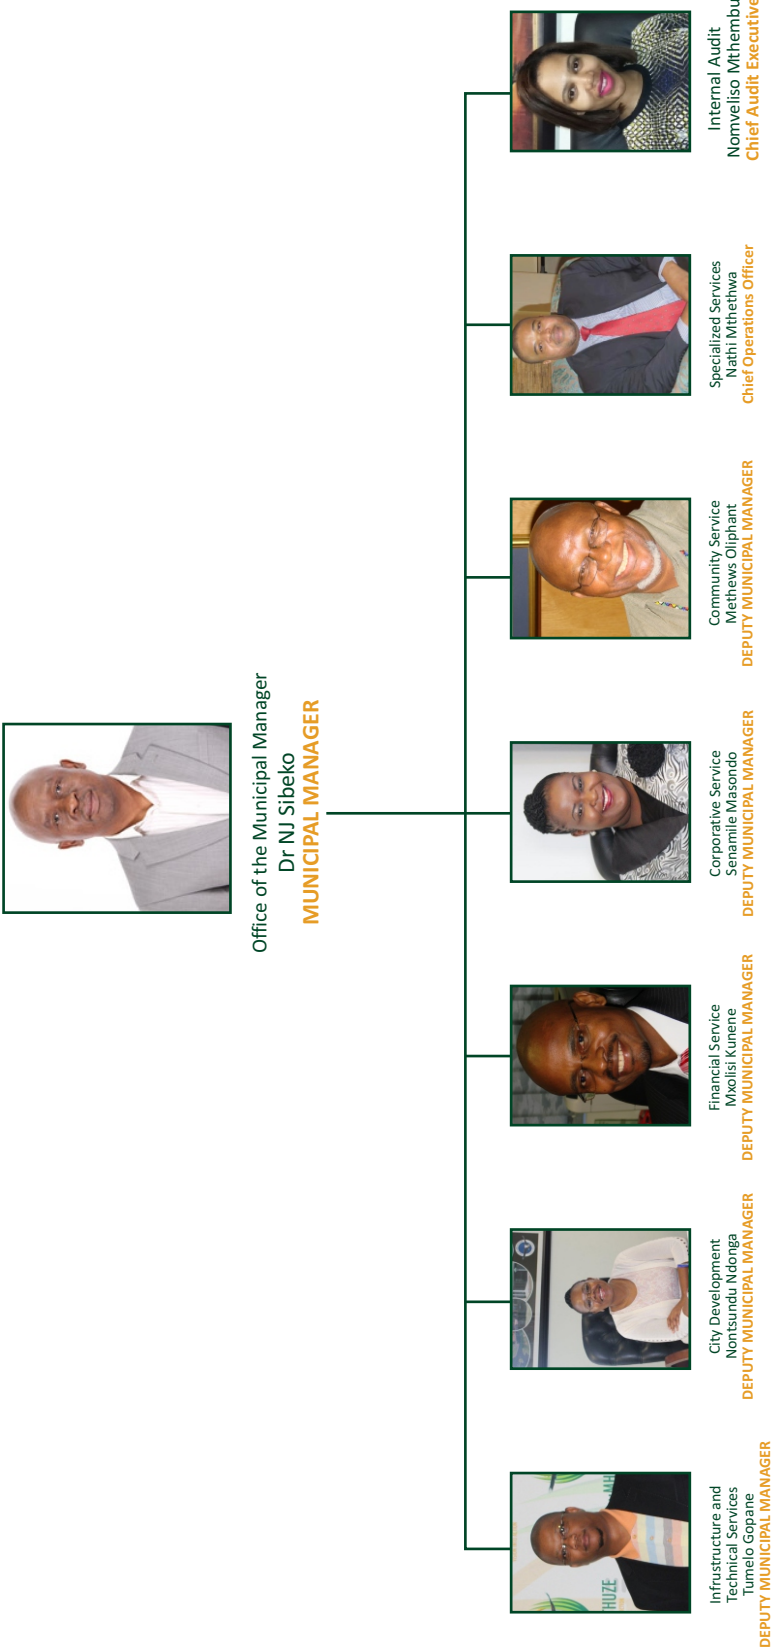 Office of the Municipal Manager
Dr NJ Sibeko
MUNICIPAL MANAGER
Infrustructure and
Technical Services
Tumelo Gopane
DEPUTY MUNICIPAL MANAGER
City Development
Nontsundu Ndonga
DEPUTY MUNICIPAL MANAGER
Financial Service
Mxolisi Kunene
DEPUTY MUNICIPAL MANAGER
Corporative Service
Senamile Masondo
DEPUTY MUNICIPAL MANAGER
Community Service
Methews Oliphant
DEPUTY MUNICIPAL MANAGER
Specialized Services
Nathi Mthethwa
Chief Operations Officer
Internal Audit
Nomveliso Mthembu
Chief Audit Executive
THUZE
MH